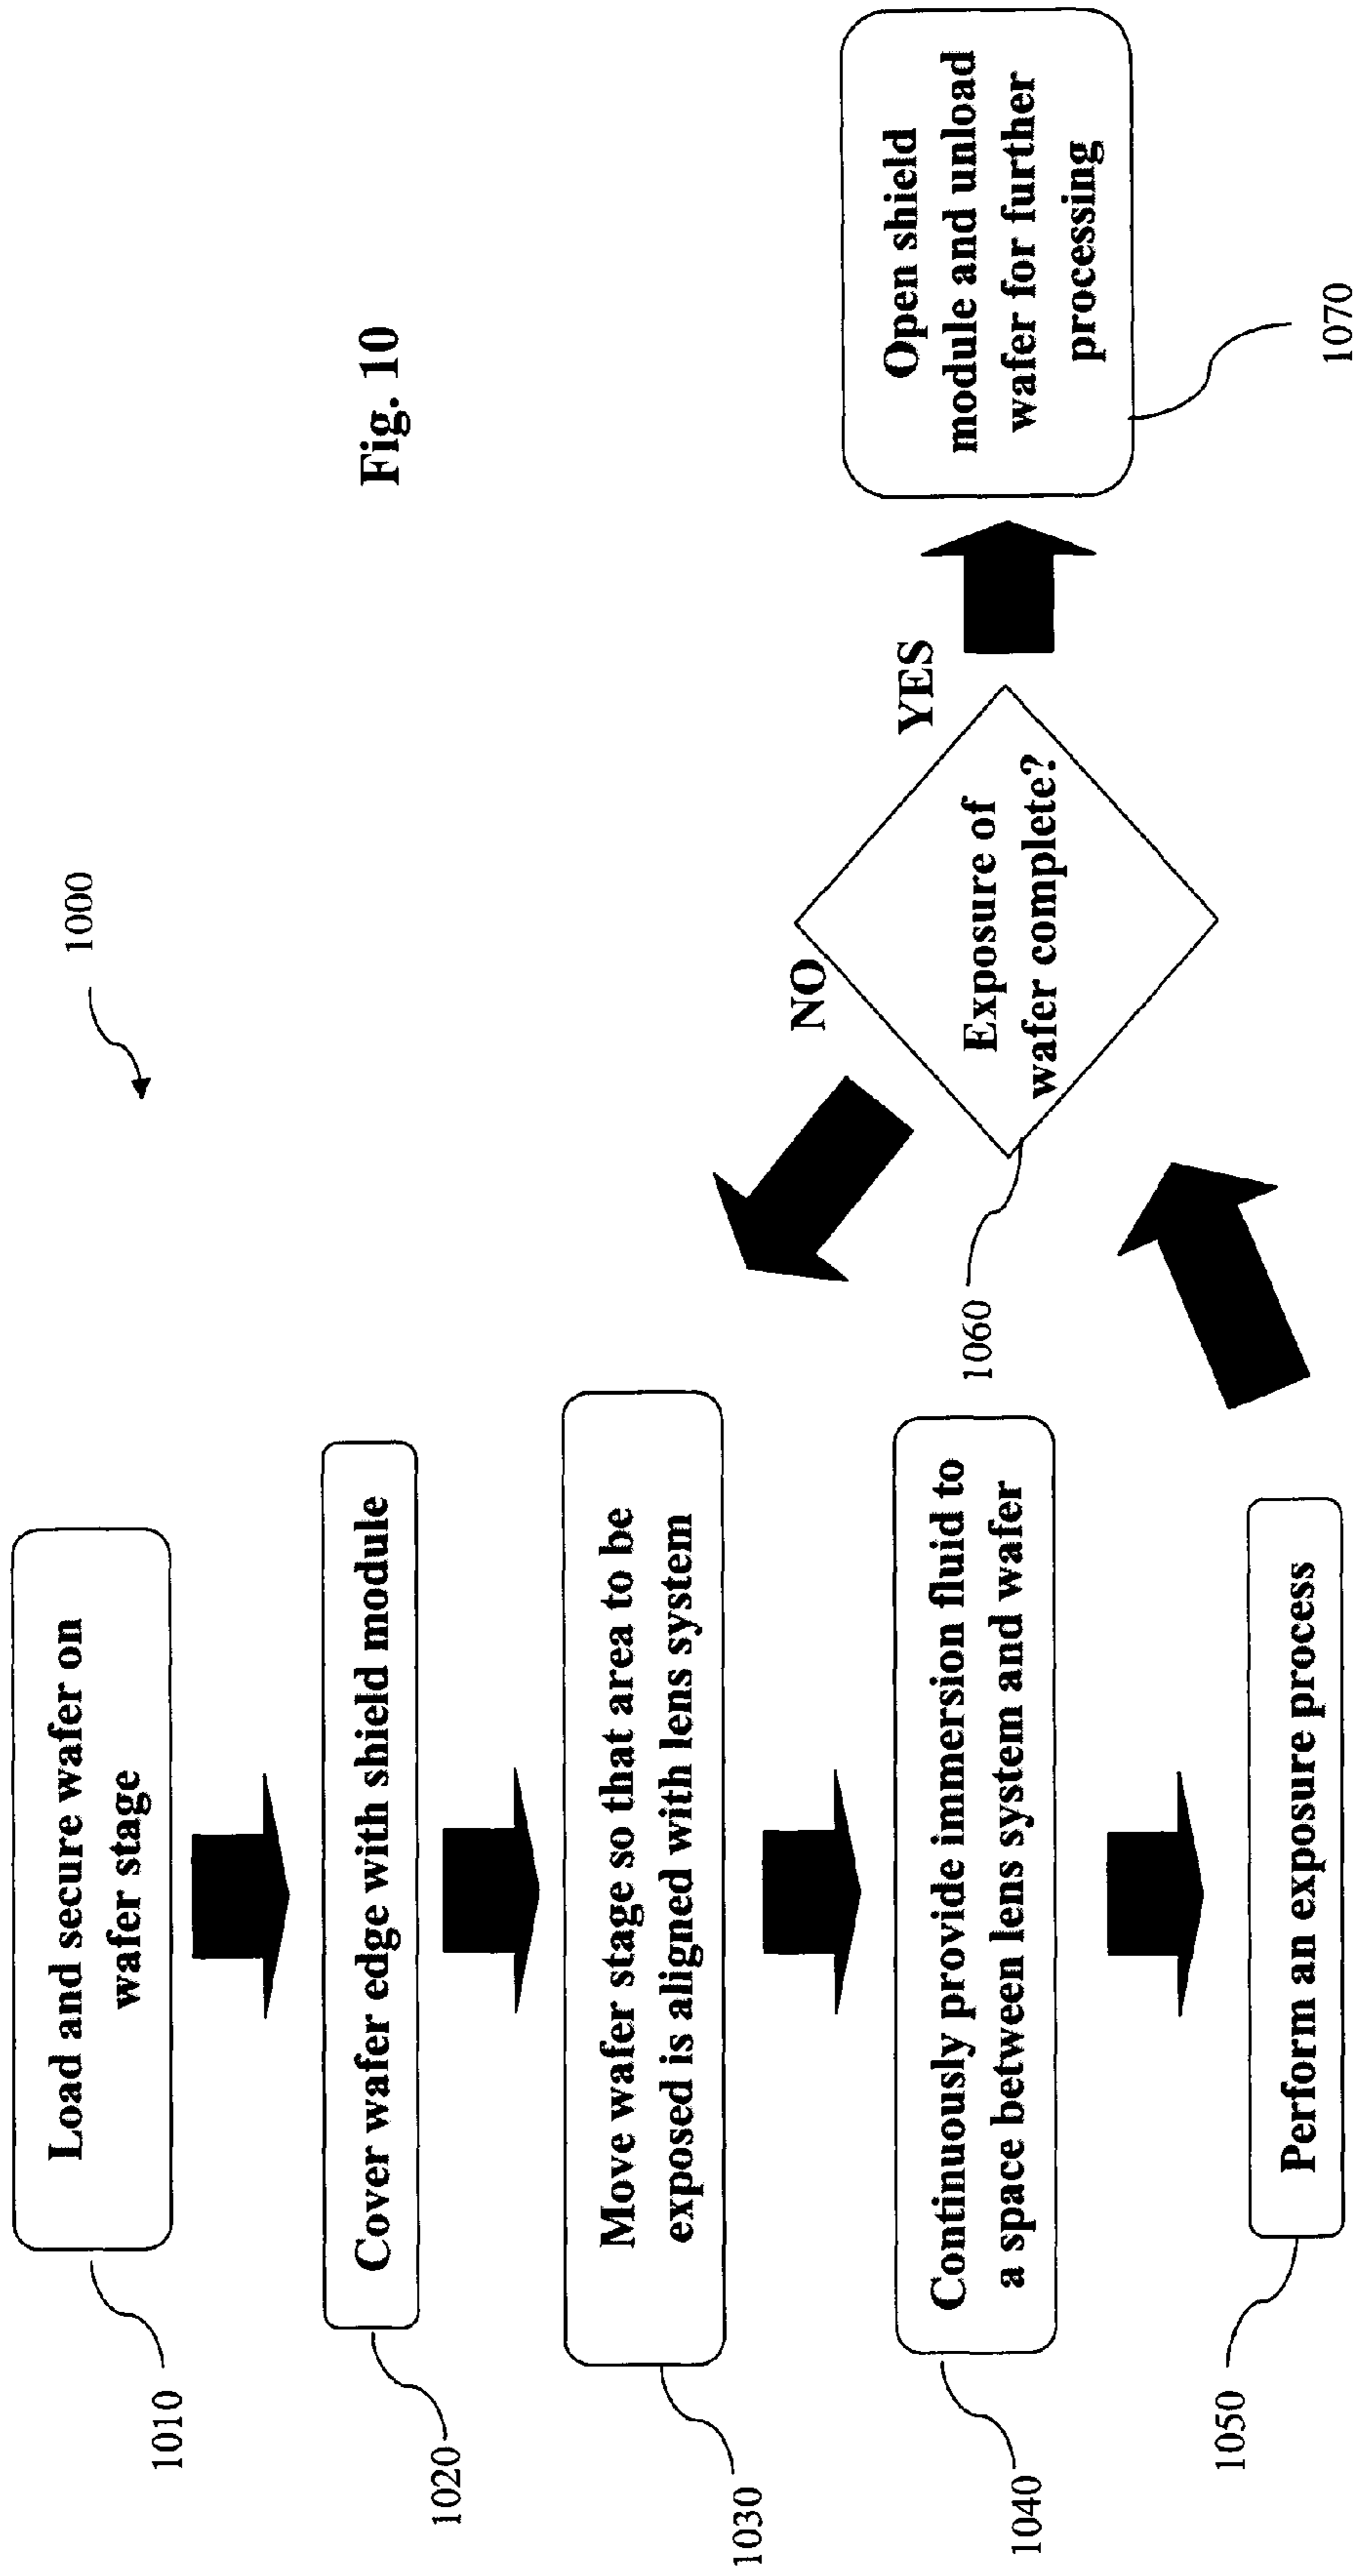 1000
Fig. 10
1010
Load and secure wafer on
wafer stage
1020
Cover wafer edge with shield module
1030
Move wafer stage so that area to be
exposed is aligned with lens system
1040
Continuously provide immersion fluid to
a space between lens system and wafer
1050
Perform an exposure process
1060
Exposure of
wafer complete?
NO
YES
Open shield
module and unload
wafer for further
processing
1070